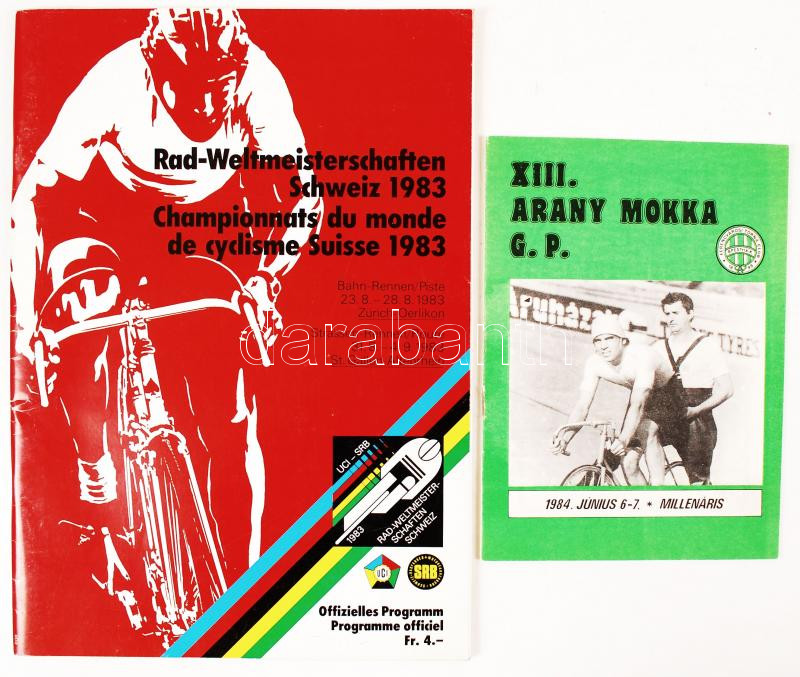 Rad-Weltmeisterschaften
Schweiz 1983
Championnats du monde
de cyclisme Suisse 1983
Bahn-Rennen/Piste
23.8. – 28.8.1983
Zürich-Oerlikon
darabanth
UCI – SRB
1983
RAD-WELTMEISTER-
SCHAFTEN
SCHWEIZ
UCI
SRB
Offizielles Programm
Programme officiel
Fr. 4.–
XIII.
ARANY MOKKA
G. P.
TYRES
1984. JÚNIUS 6-7. * MILLENÁRIS